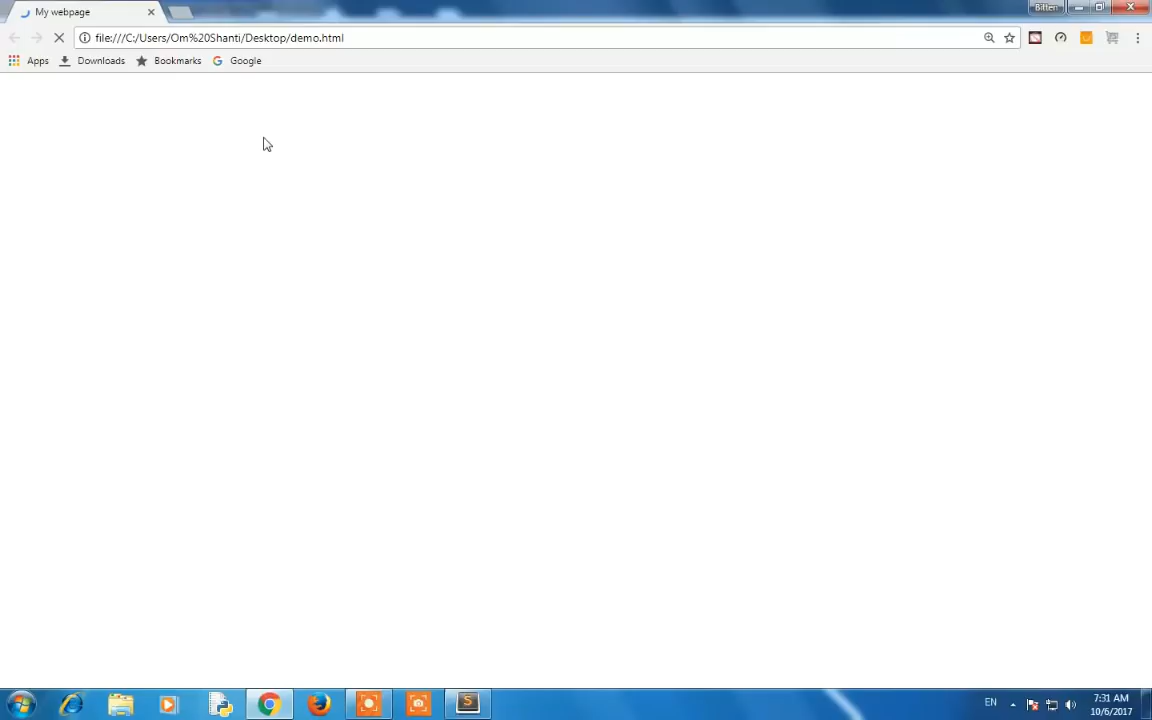 My webpage
Bitten
file:///C:/Users/Om%20Shanti/Desktop/demo.html
Apps Downloads Bookmarks Google
EN
7:31 AM
10/6/2017